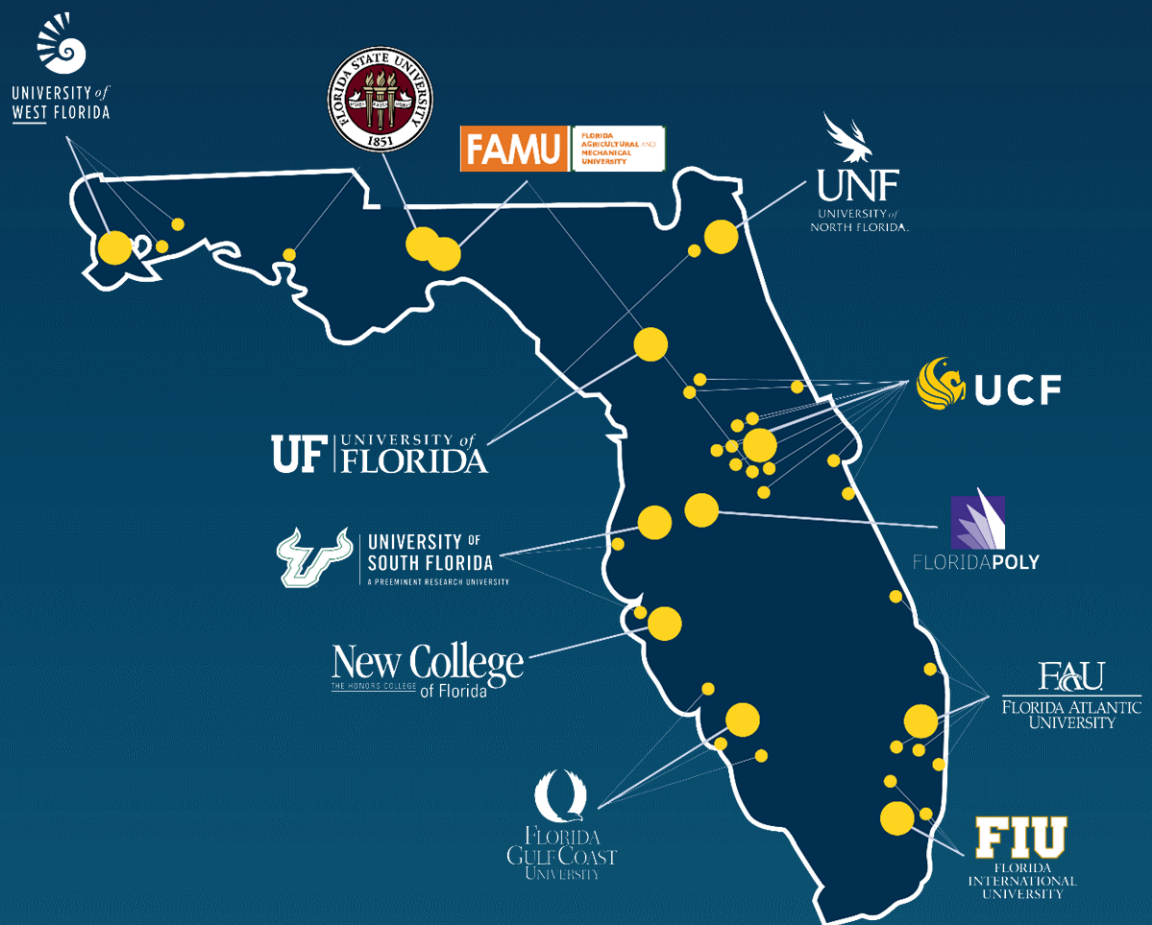 UNIVERSITY of
WEST FLORIDA
FLORIDA STATE UNIVERSITY
1851
FAMU
FLORIDA
AGRICULTURAL AND
MECHANICAL
UNIVERSITY
UNF
UNIVERSITY of
NORTH FLORIDA.
UCF
UF
UNIVERSITY of
FLORIDA
UNIVERSITY OF
SOUTH FLORIDA
A PREEMINENT RESEARCH UNIVERSITY
FLORIDAPOLY
New College
THE HONORS COLLEGE of Florida
FAU
FLORIDA ATLANTIC
UNIVERSITY
FLORIDA
GULF COAST
UNIVERSITY
FIU
FLORIDA
INTERNATIONAL
UNIVERSITY